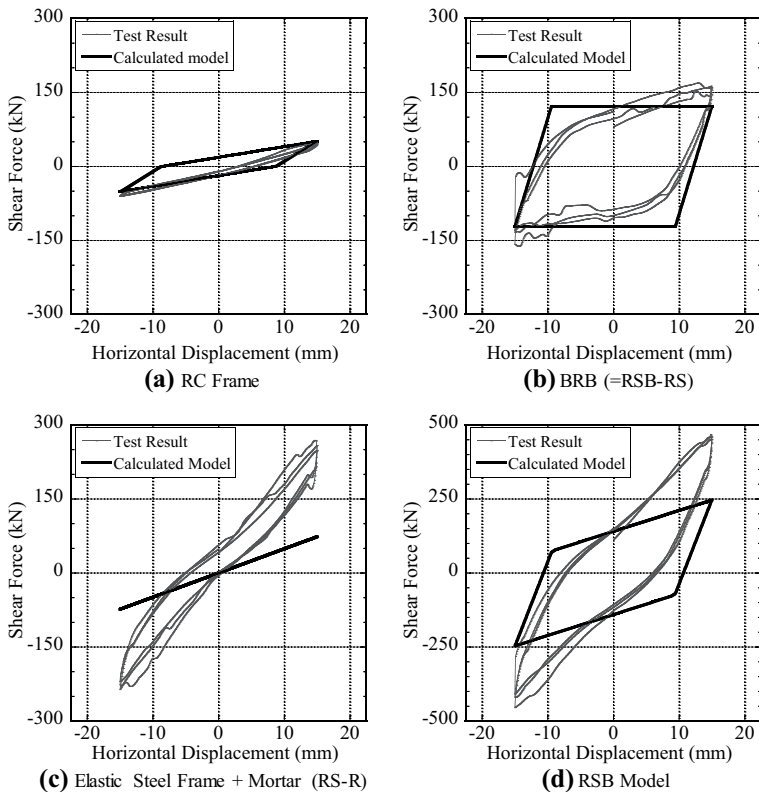 300
150
0
-150
-300
Shear Force (kN)
Test Result
Calculated model
-20 -10 0 10 20
Horizontal Displacement (mm)
(a) RC Frame
300
150
0
-150
-300
Shear Force (kN)
Test Result
Calculated Model
-20 -10 0 10 20
Horizontal Displacement (mm)
(b) BRB (=RSB-RS)
300
150
0
-150
-300
Shear Force (kN)
Test Result
Calculated Model
-20 -10 0 10 20
Horizontal Displacement (mm)
(c) Elastic Steel Frame + Mortar (RS-R)
500
250
0
-250
-500
Shear Force (kN)
Test Result
Calculated Model
-20 -10 0 10 20
Horizontal Displacement (mm)
(d) RSB Model